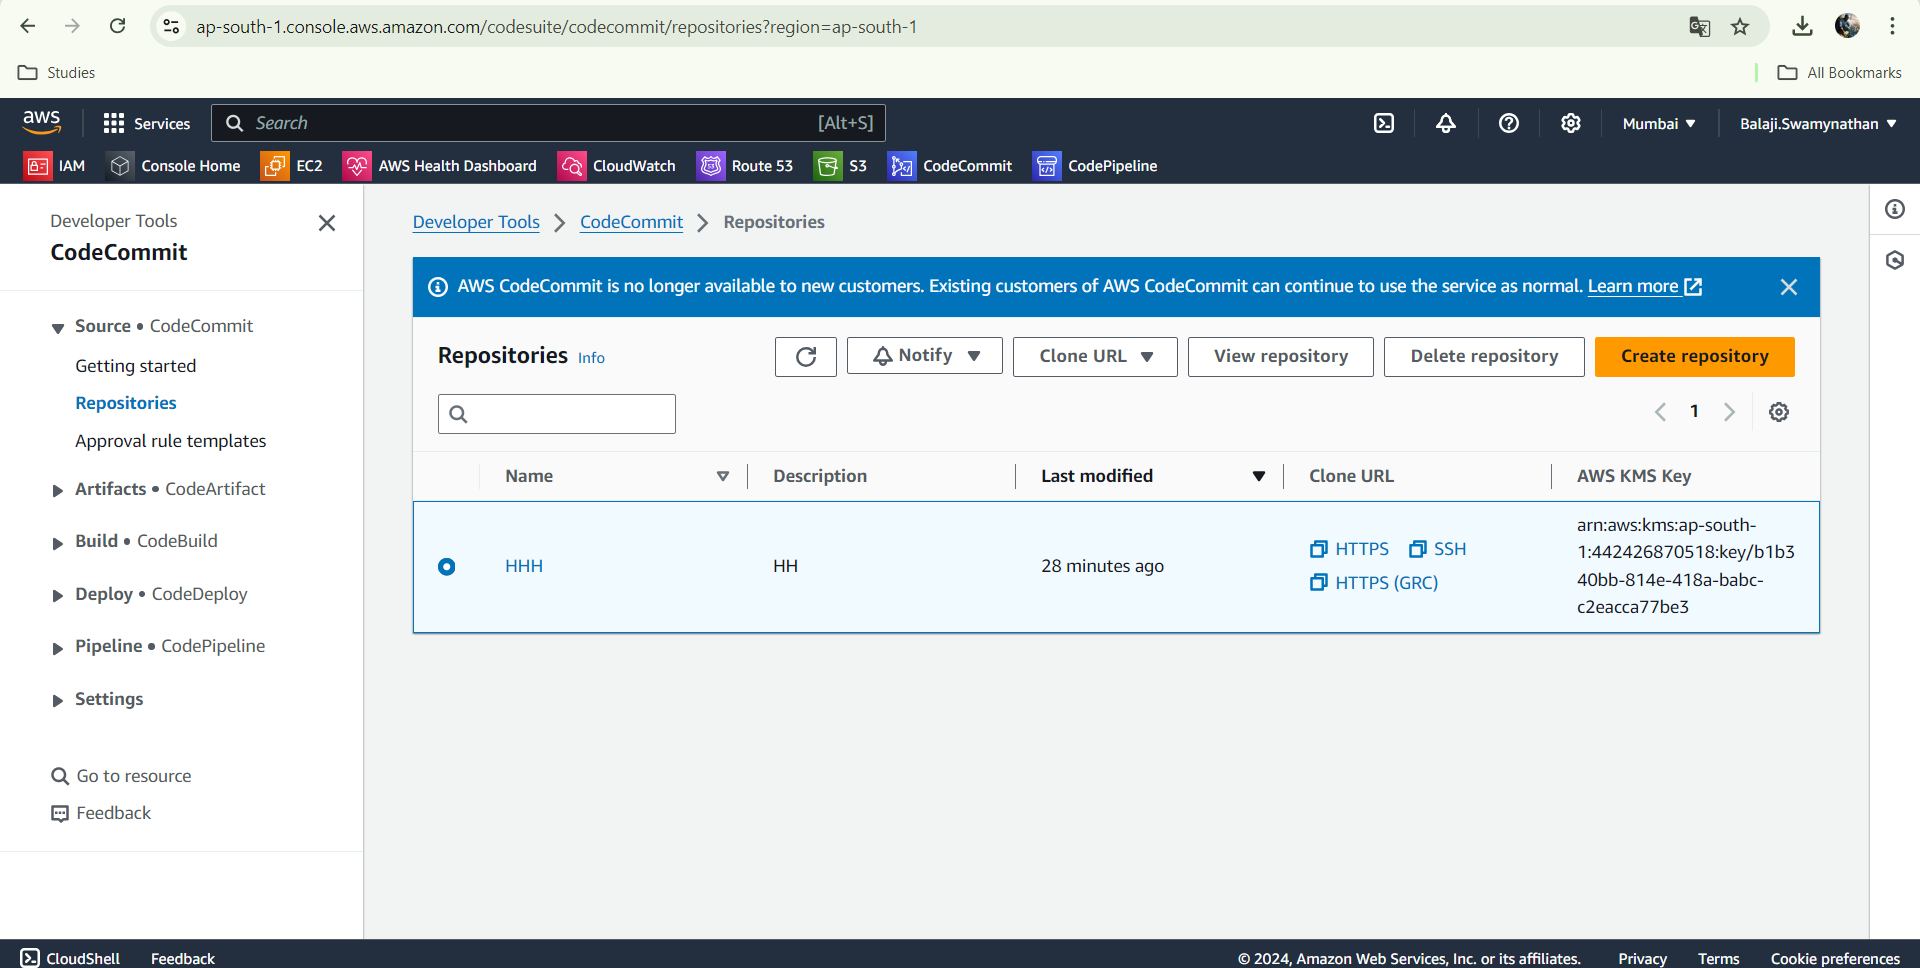 ap-south-1.console.aws.amazon.com/codesuite/codecommit/repositories?region=ap-south-1
Studies
All Bookmarks
aws
Services
Search
[Alt+S]
Mumbai
Balaji.Swamynathan
IAM
Console Home
EC2
AWS Health Dashboard
CloudWatch
Route 53
S3
CodeCommit
CodePipeline
Developer Tools
CodeCommit
Source • CodeCommit
Getting started
Repositories
Approval rule templates
Artifacts • CodeArtifact
Build • CodeBuild
Deploy • CodeDeploy
Pipeline • CodePipeline
Settings
Go to resource
Feedback
Developer Tools
CodeCommit
Repositories
AWS CodeCommit is no longer available to new customers. Existing customers of AWS CodeCommit can continue to use the service as normal. Learn more
Repositories Info
Notify
Clone URL
View repository
Delete repository
Create repository
1
Name
Description
Last modified
Clone URL
AWS KMS Key
HHH
HH
28 minutes ago
HTTPS
SSH
HTTPS (GRC)
arn:aws:kms:ap-south-
1:442426870518:key/b1b3
40bb-814e-418a-babc-
c2eacca77be3
CloudShell
Feedback
© 2024, Amazon Web Services, Inc. or its affiliates.
Privacy
Terms
Cookie preferences